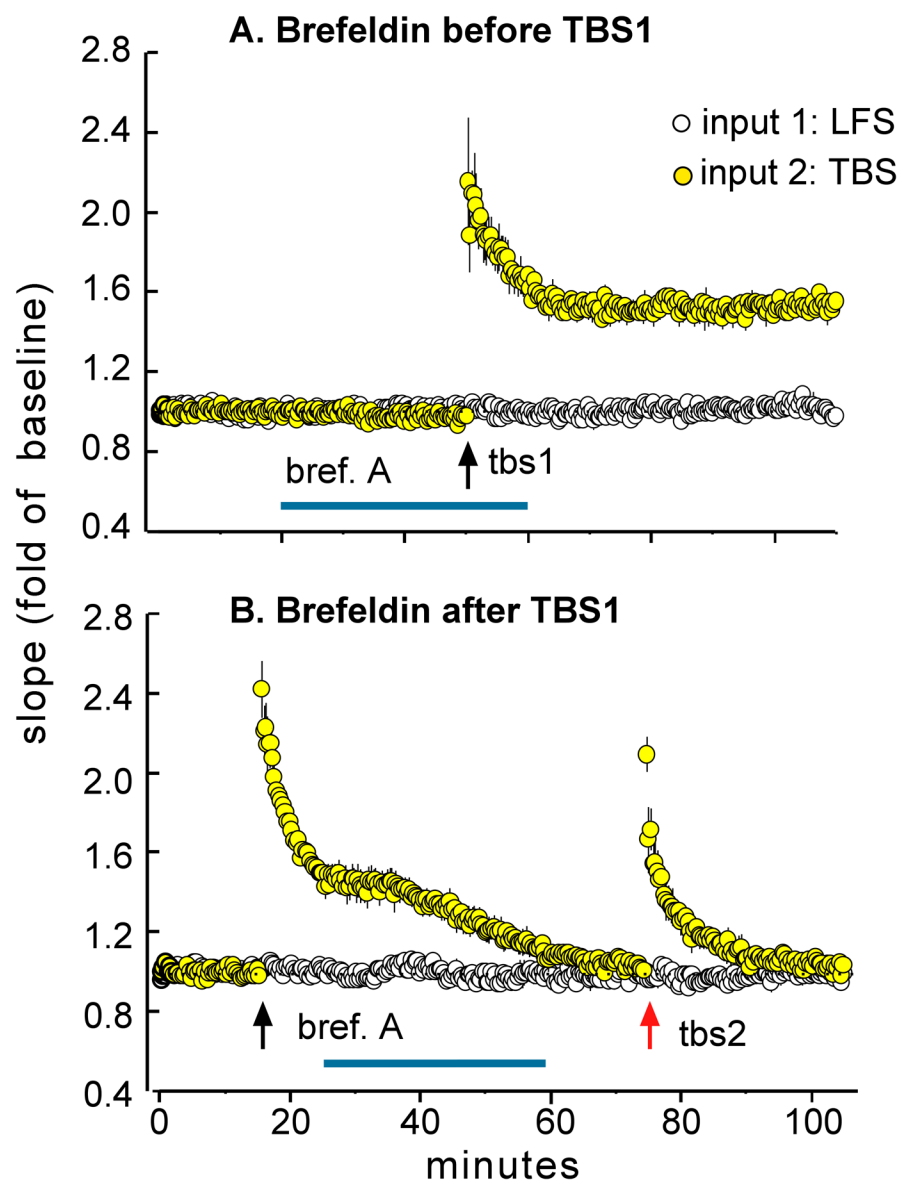 A. Brefeldin before TBS1
2.8
2.4
input 1: LFS
input 2: TBS
2.0
1.6
1.2
0.8
bref. A
tbs1
0.4
slope (fold of baseline)
B. Brefeldin after TBS1
2.8
2.4
2.0
1.6
1.2
0.8
bref. A
tbs2
0.4
0 20 40 60 80 100
minutes